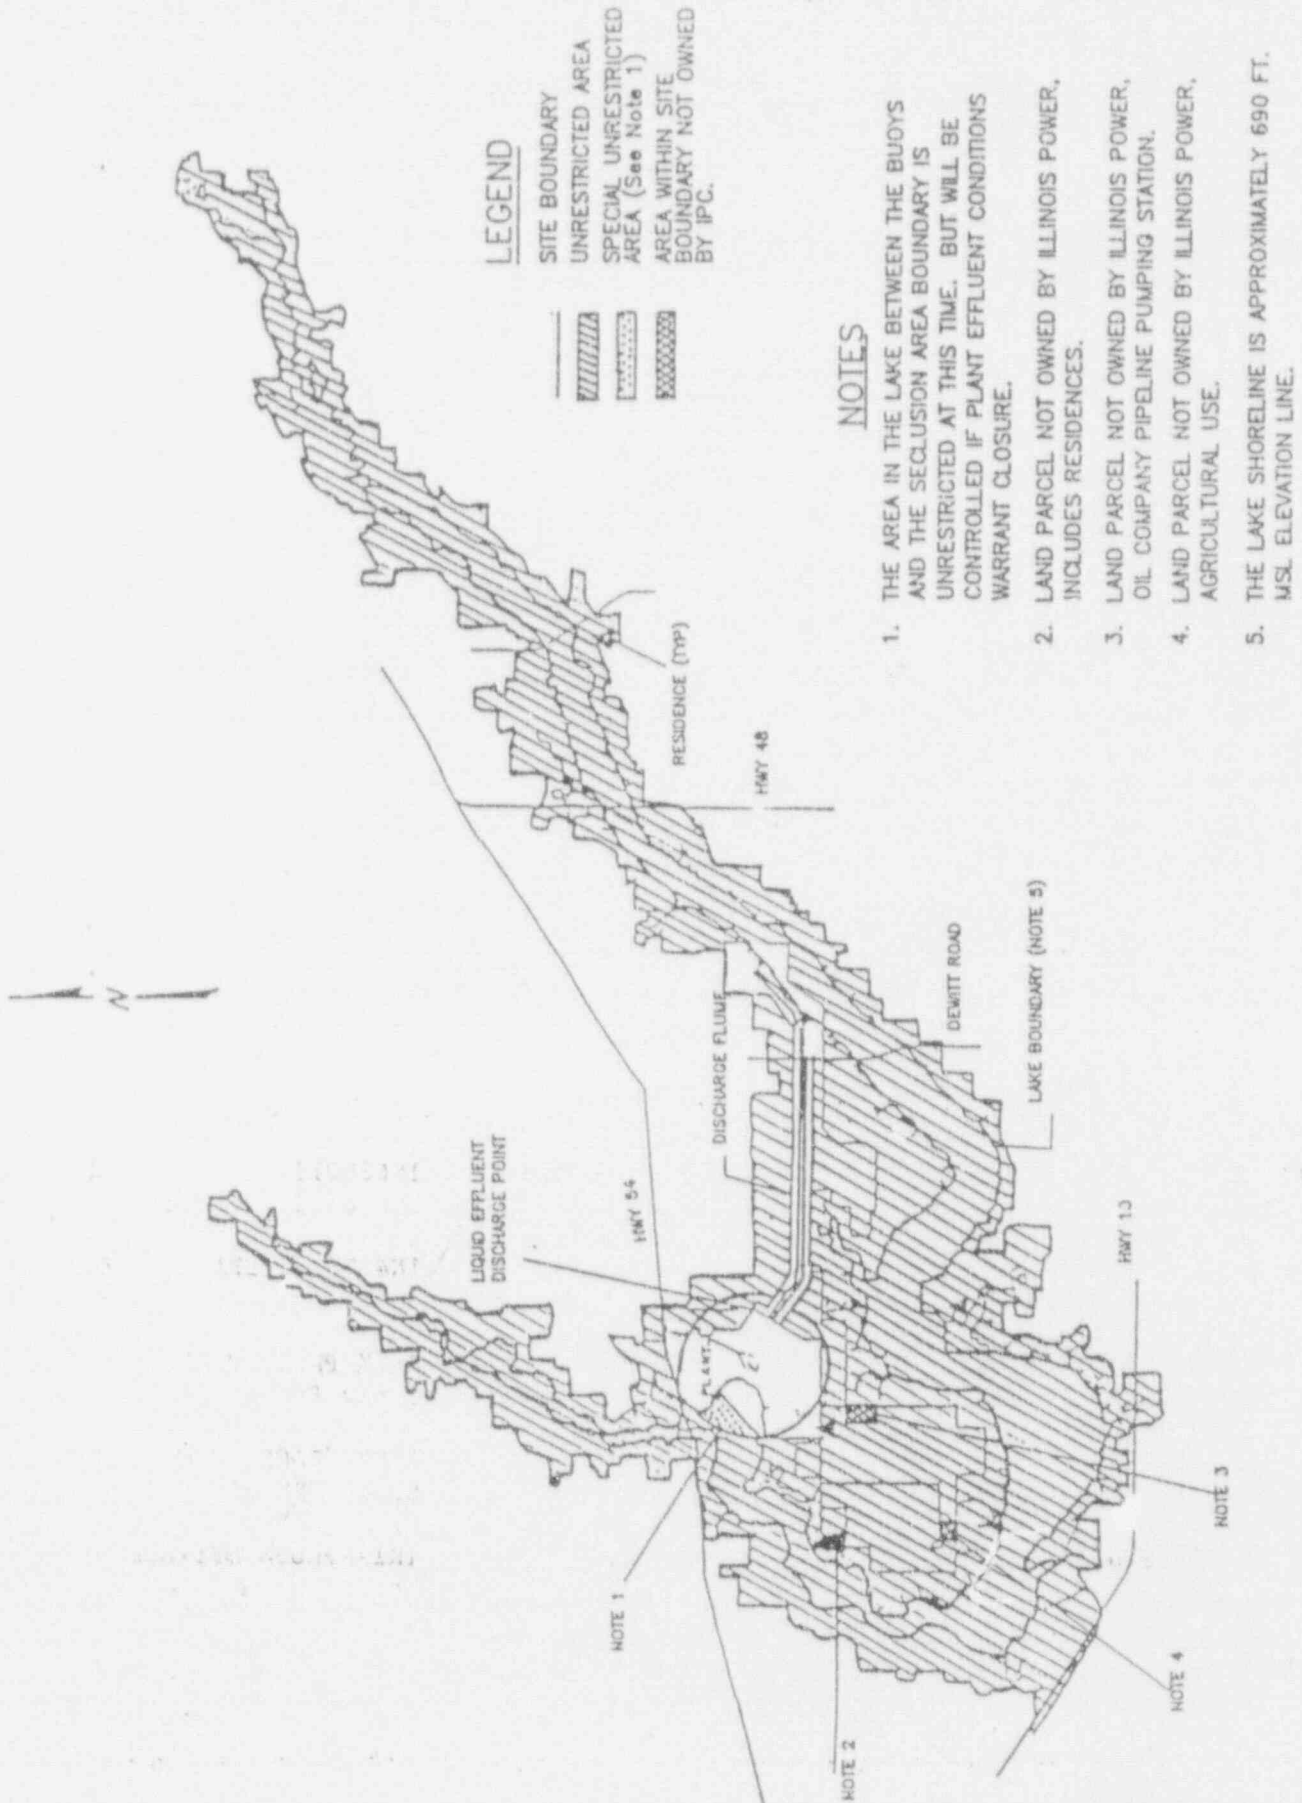 LEGEND
SITE BOUNDARY
UNRESTRICTED AREA
SPECIAL UNRESTRICTED
AREA (See Note 1)
AREA WITHIN SITE
BOUNDARY NOT OWNED
BY IPC.
NOTES
1. THE AREA IN THE LAKE BETWEEN THE BUOYS
AND THE SECLUSION AREA BOUNDARY IS
UNRESTRICTED AT THIS TIME. BUT WILL BE
CONTROLLED IF PLANT EFFLUENT CONDITIONS
WARRANT CLOSURE.
2. LAND PARCEL NOT OWNED BY ILLINOIS POWER,
INCLUDES RESIDENCES.
3. LAND PARCEL NOT OWNED BY ILLINOIS POWER,
OIL COMPANY PIPELINE PUMPING STATION.
4. LAND PARCEL NOT OWNED BY ILLINOIS POWER,
AGRICULTURAL USE.
5. THE LAKE SHORELINE IS APPROXIMATELY 690 FT.
MSL ELEVATION LINE.
N
RESIDENCE (TYP)
HWY 48
LIQUID EFPLUENT
DISCHARGE POINT
HWY 54
DISCHARGE FLUME
DEWITT ROAD
LAKE BOUNDARY (NOTE 5)
PLANT
HWY 10
NOTE 1
NOTE 2
NOTE 3
NOTE 4